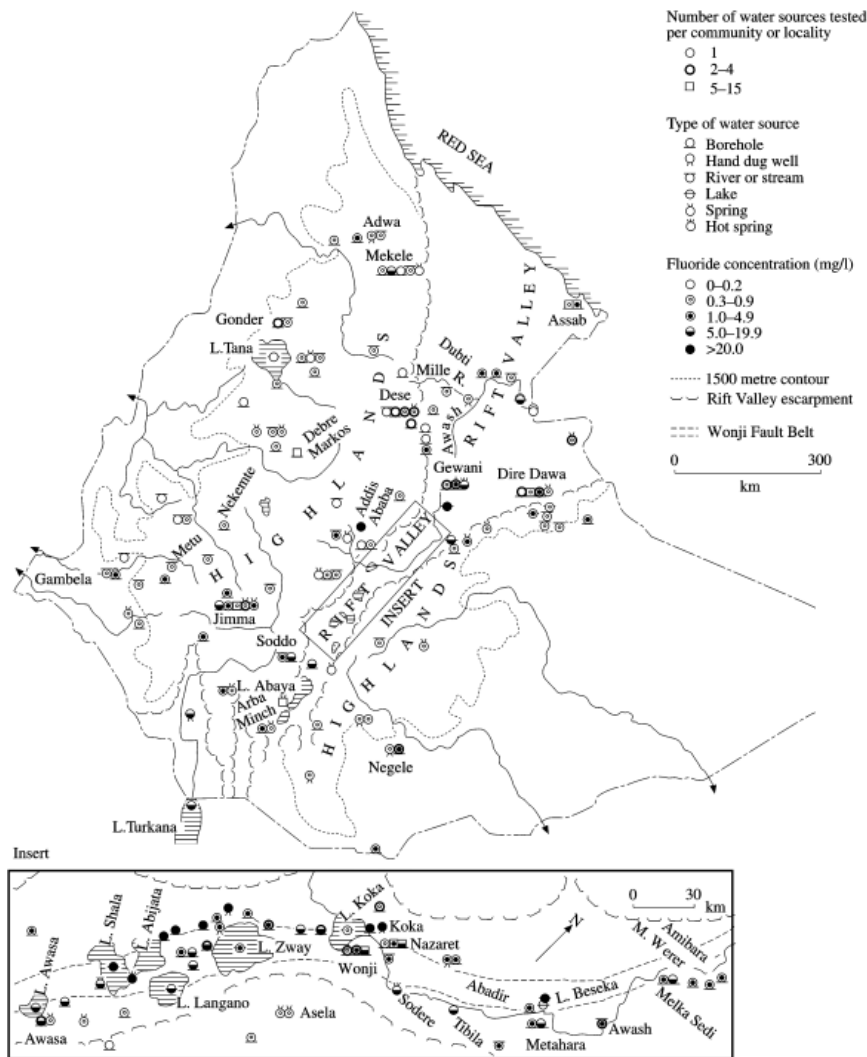 Number of water sources tested
per community or locality
1
2–4
5–15
Type of water source
Borehole
Hand dug well
River or stream
Lake
Spring
Hot spring
Fluoride concentration (mg/l)
0–0.2
0.3–0.9
1.0–4.9
5.0–19.9
>20.0
1500 metre contour
Rift Valley escarpment
Wonji Fault Belt
0 300
km
RED SEA
Adwa
Mekele
RIFT VALLEY
Assab
Gonder
L.Tana
Dubti
Mille
R.
Dese
Awash
Debre
Markos
HIGHLANDS
Gewani
Dire Dawa
Nekemte
Addis
Ababa
Metu
Gambela
Jimma
RIFT VALLEY
INSERT
HIGHLANDS
Soddo
L. Abaya
Arba
Minch
Negele
L.Turkana
Insert
0 30
km
L. Shala
L. Abijata
L. Koka
Koka
N
Amibara
M. Werer
L. Awasa
L. Zway
Nazaret
Wonji
L. Langano
Abadir
L. Beseka
Melka Sedi
Awasa
Asela
Sodere
Tibila
Metahara
Awash